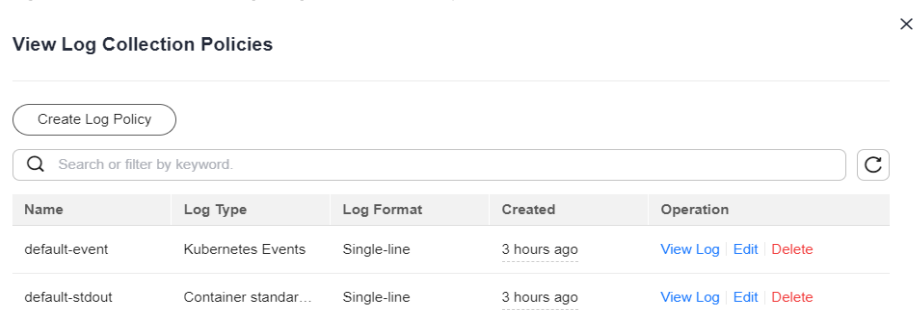 View Log Collection Policies
Create Log Policy
Search or filter by keyword.
Name Log Type Log Format Created Operation
default-event Kubernetes Events Single-line 3 hours ago View Log Edit Delete
default-stdout Container standar... Single-line 3 hours ago View Log Edit Delete